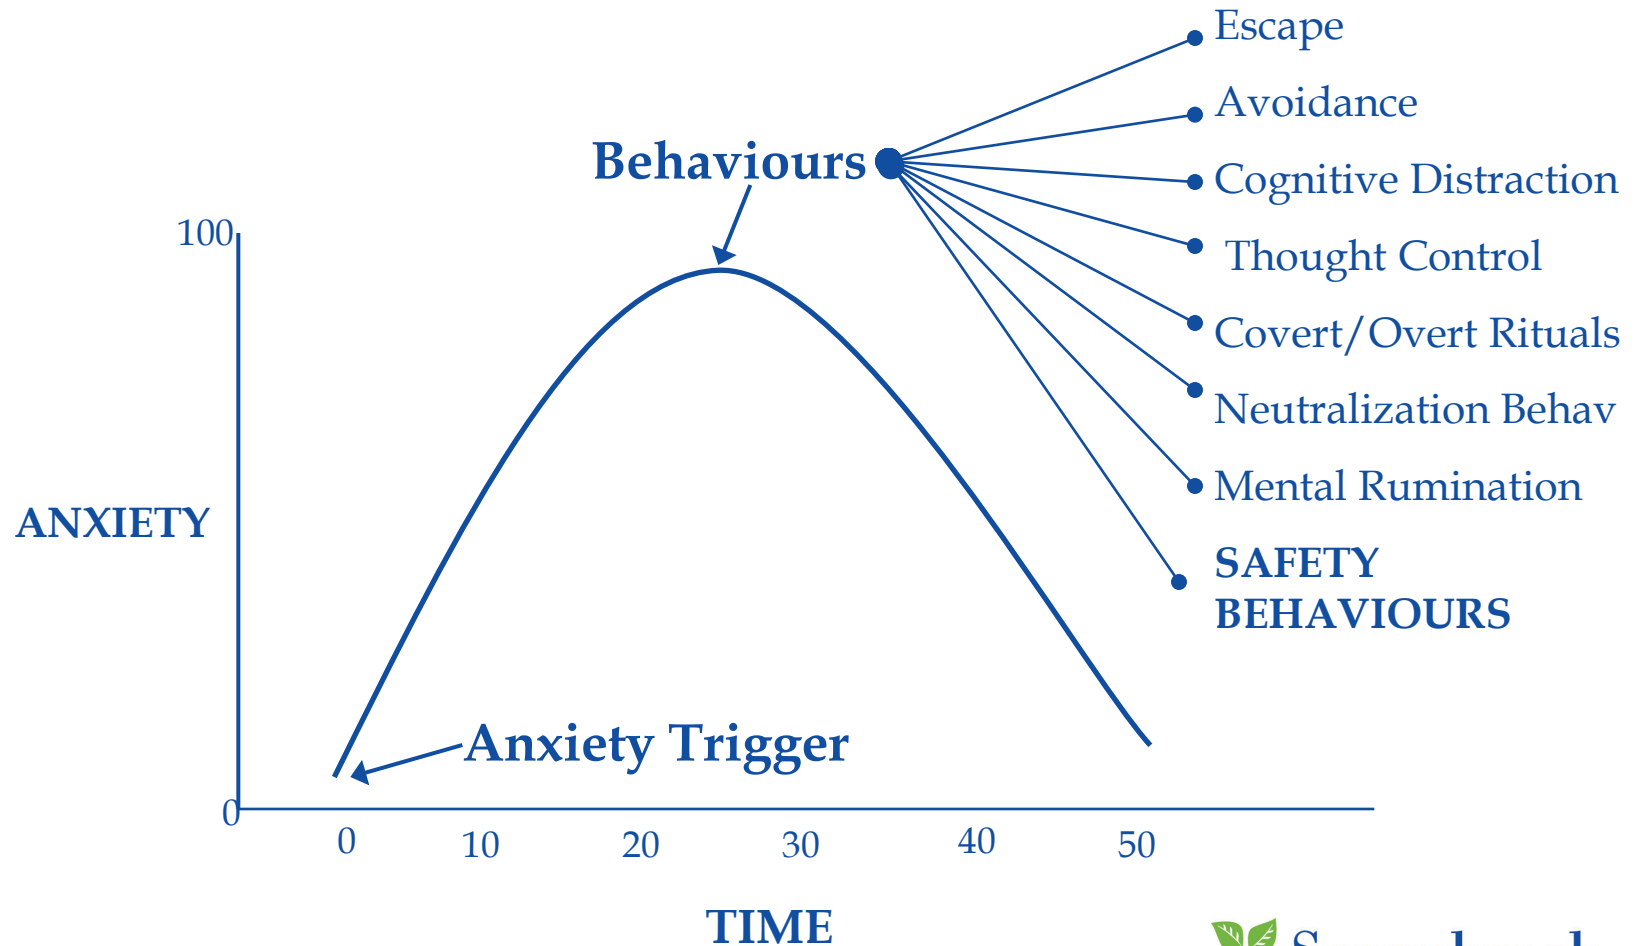 Escape
Avoidance
Behaviours
Cognitive Distraction
100
Thought Control
Covert/Overt Rituals
Neutralization Behav
Mental Rumination
ANXIETY
SAFETY
BEHAVIOURS
Anxiety Trigger
0
0 10 20 30 40 50
TIME